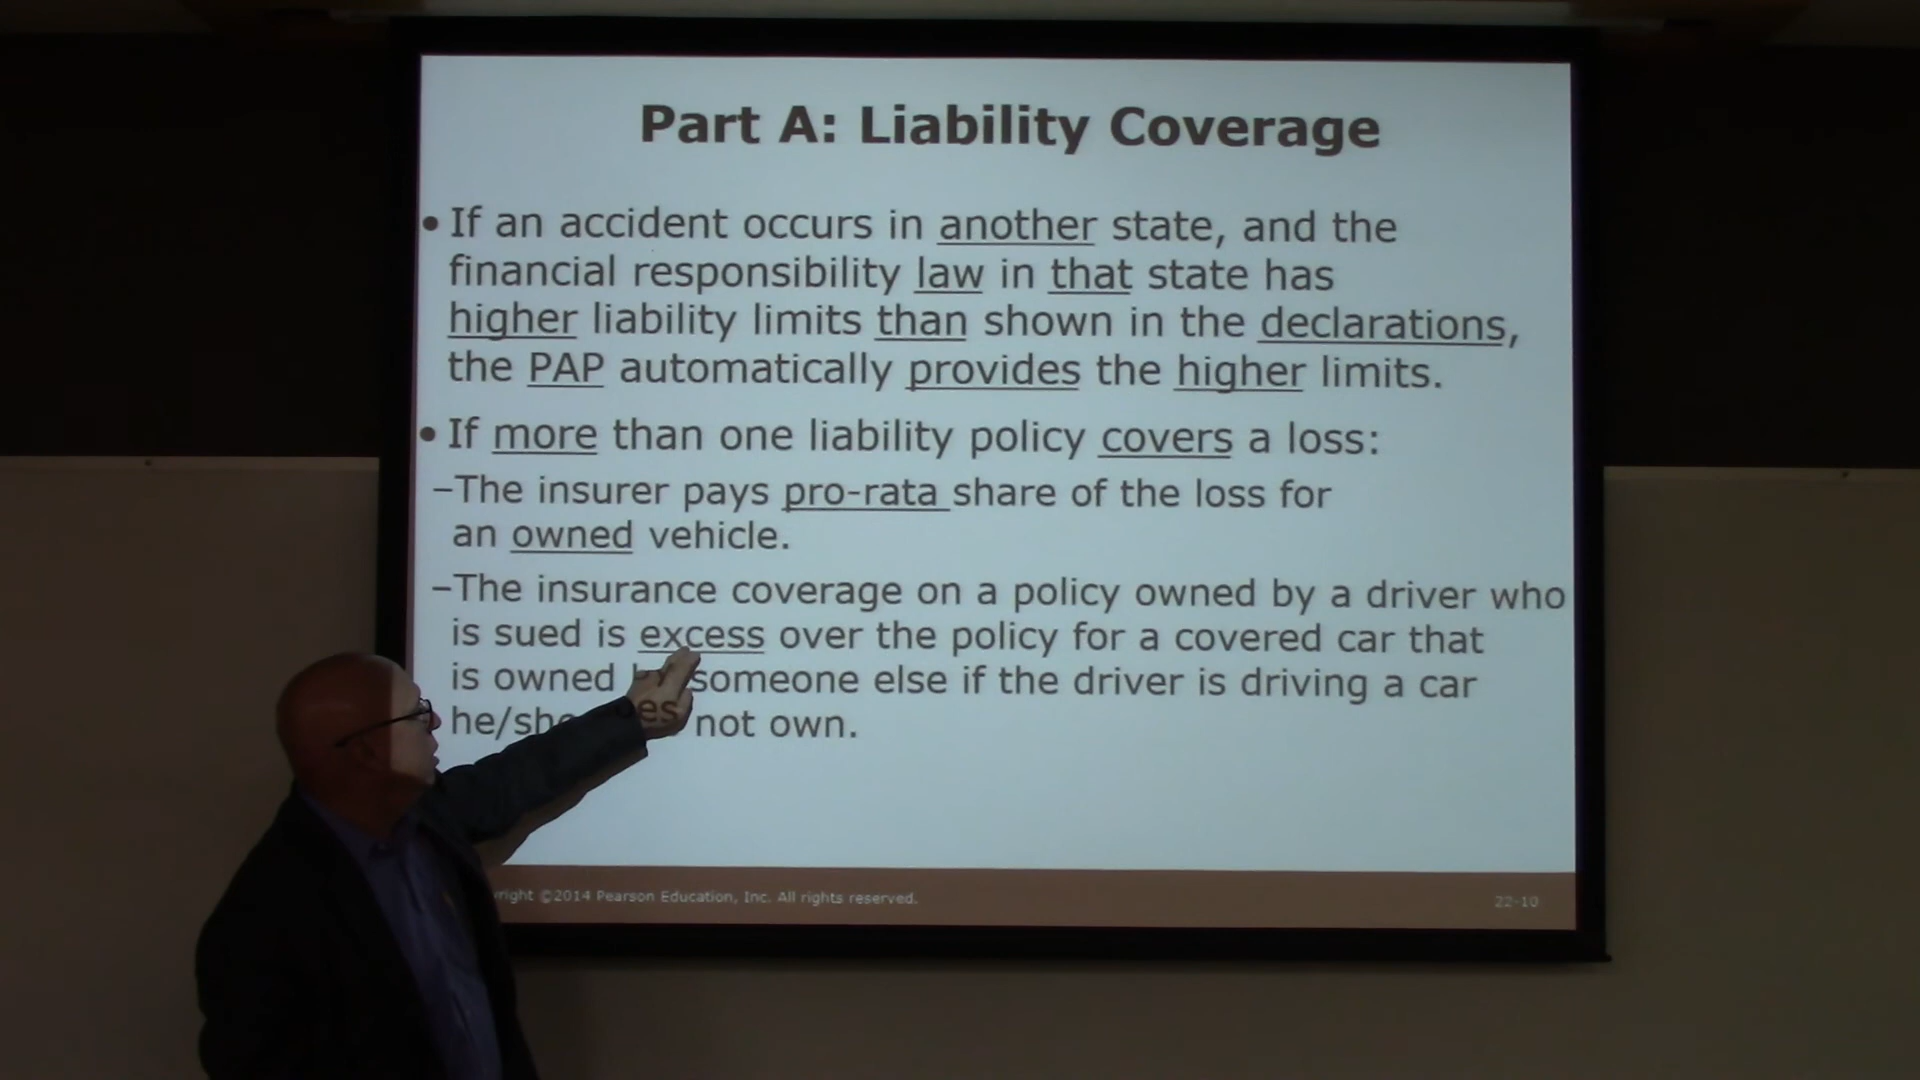 Part A: Liability Coverage
• If an accident occurs in another state, and the
financial responsibility law in that state has
higher liability limits than shown in the declarations,
the PAP automatically provides the higher limits.
• If more than one liability policy covers a loss:
–The insurer pays pro-rata share of the loss for
an owned vehicle.
–The insurance coverage on a policy owned by a driver who
is sued is excess over the policy for a covered car that
is owned by someone else if the driver is driving a car
not own.
©2014 Pearson Education, Inc. All rights reserved.
22-10